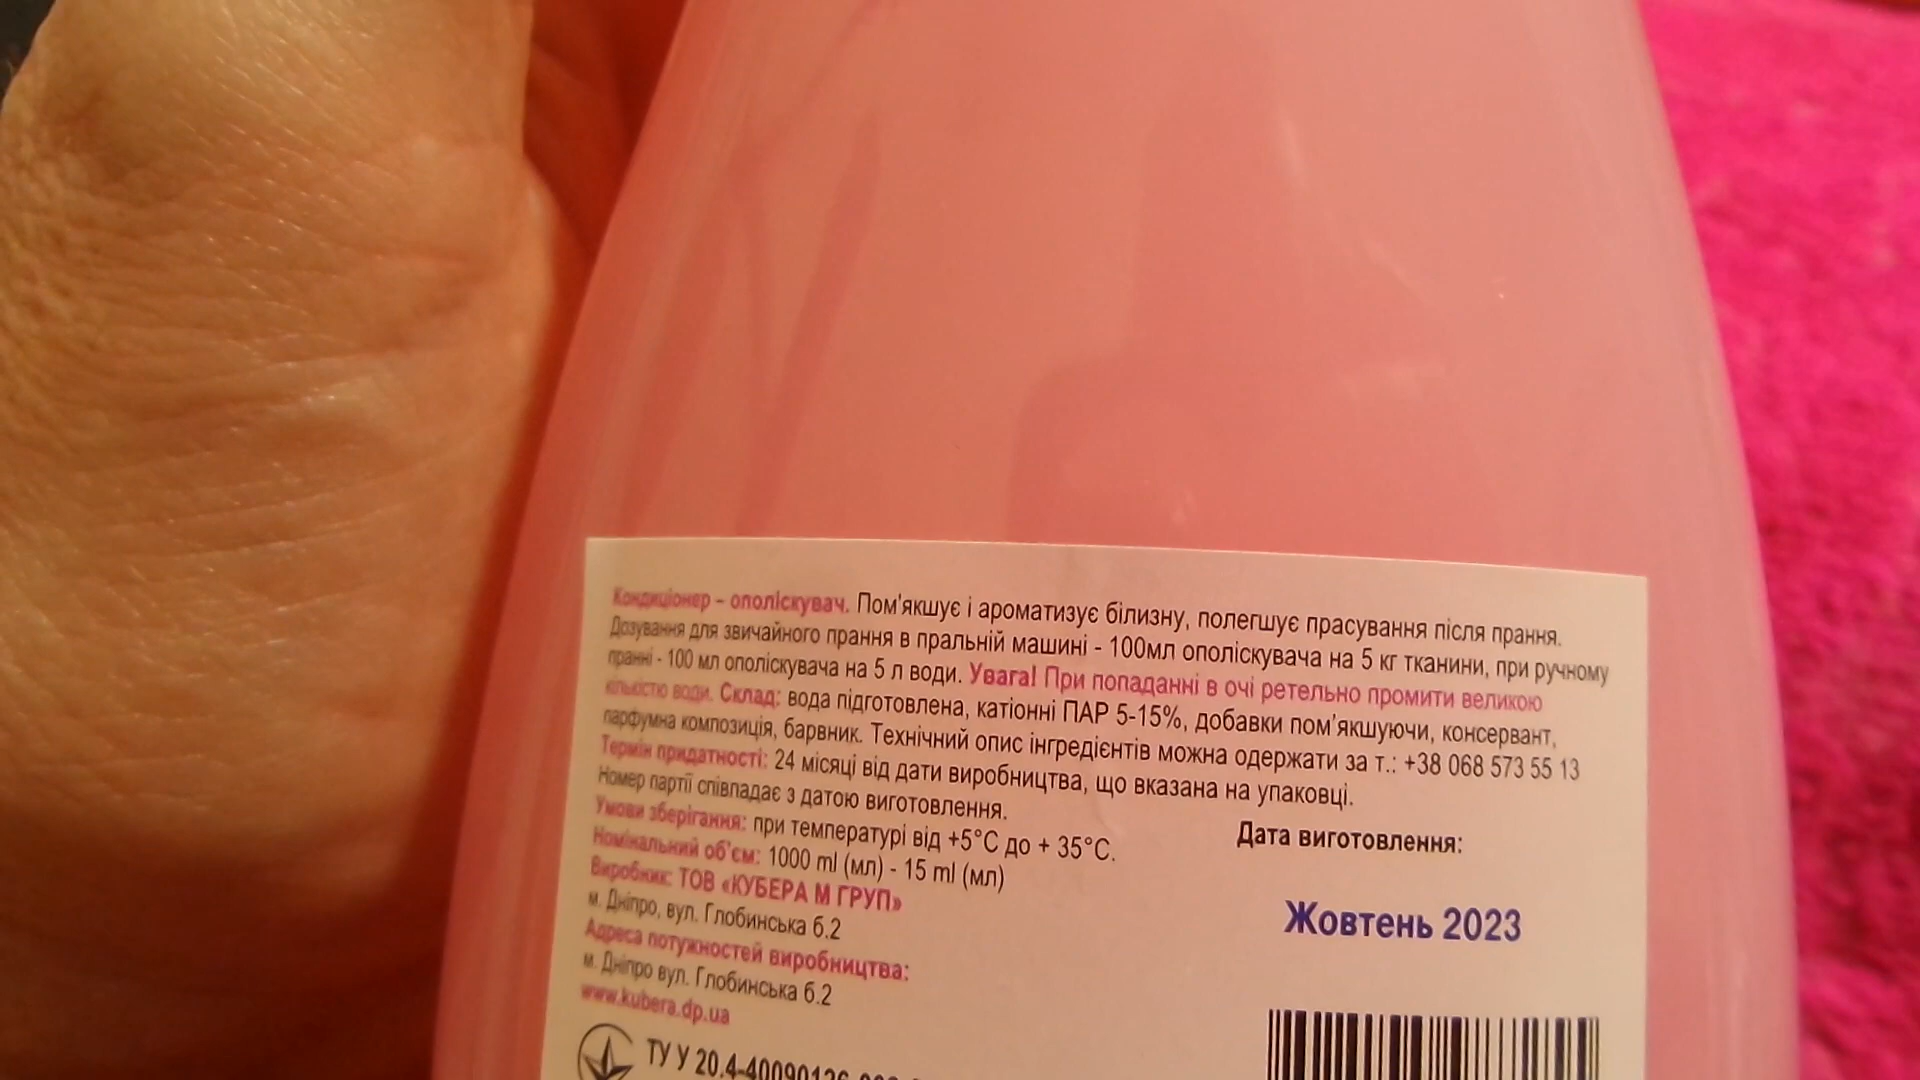 Кондиціонер – ополіскувач. Пом'якшує і ароматизує білизну, полегшує прасування після прання.
Дозування для звичайного прання в пральній машині - 100мл ополіскувача на 5 кг тканини, при ручному
пранні - 100 мл ополіскувача на 5 л води. Увага! При попаданні в очі ретельно промити великою
кількістю води. Склад: вода підготовлена, катіонні ПАР 5-15%, добавки пом'якшуючи, консервант,
парфумна композиція, барвник. Технічний опис інгредієнтів можна одержати за т.: +38 068 573 55 13
Термін придатності: 24 місяці від дати виробництва, що вказана на упаковці.
Номер партії співпадає з датою виготовлення.
Умови зберігання: при температурі від +5°C до + 35°C.
Номінальний об'єм: 1000 ml (мл) - 15 ml (мл)
Виробник: ТОВ «КУБЕРА М ГРУП»
м. Дніпро, вул. Глобинська б.2
Адреса потужностей виробництва:
м. Дніпро вул. Глобинська б.2
www.kubera.dp.ua
ТУ У 20.4-40090126
Дата виготовлення:
Жовтень 2023